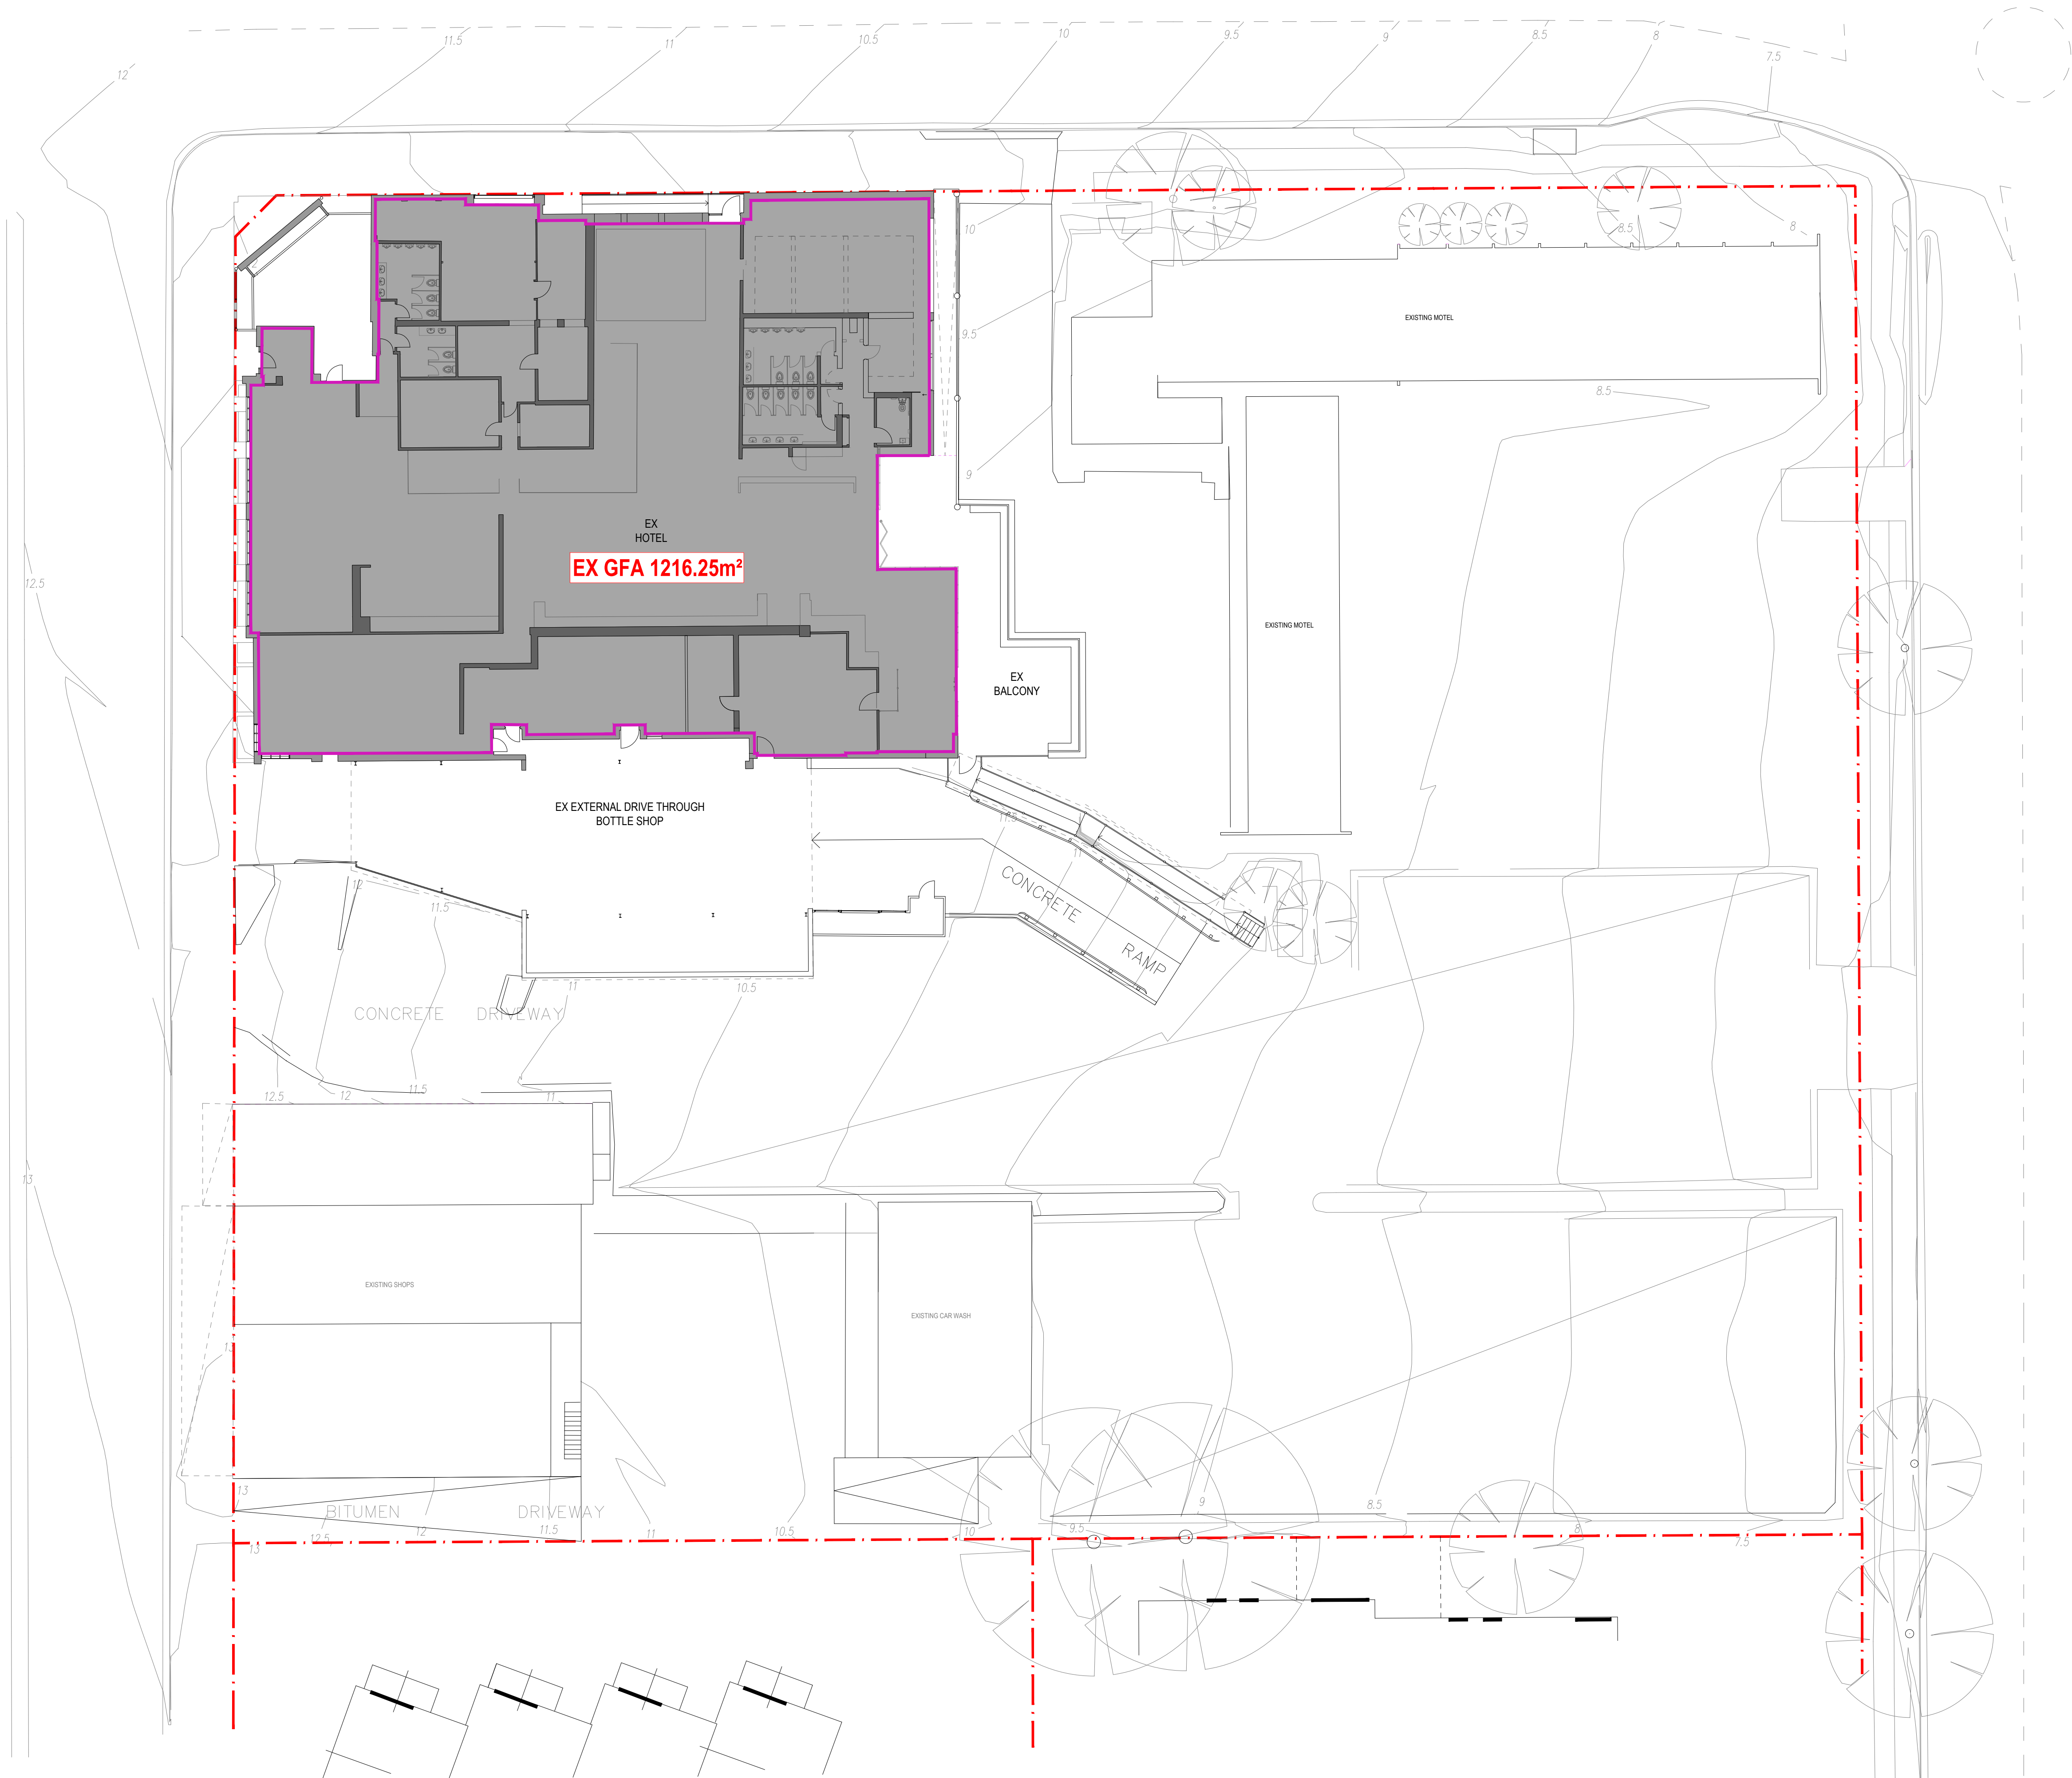 11.5
11
10.5
10
9.5
9
8.5
8
7.5
12
10
8.5
8
9.5
EXISTING MOTEL
8.5
9
EX
HOTEL
EX GFA 1216.25m²
12.5
EXISTING MOTEL
EX
BALCONY
EX EXTERNAL DRIVE THROUGH
BOTTLE SHOP
11.5
11
12
11.5
CONCRETE
RAMP
11
10.5
CONCRETE DRIVEWAY
12.5
12
11.5
11
13
EXISTING SHOPS
EXISTING CAR WASH
13
13
BITUMEN DRIVEWAY
9
8.5
13
12.5
12
11.5
11
10.5
10
9.5
8
7.5